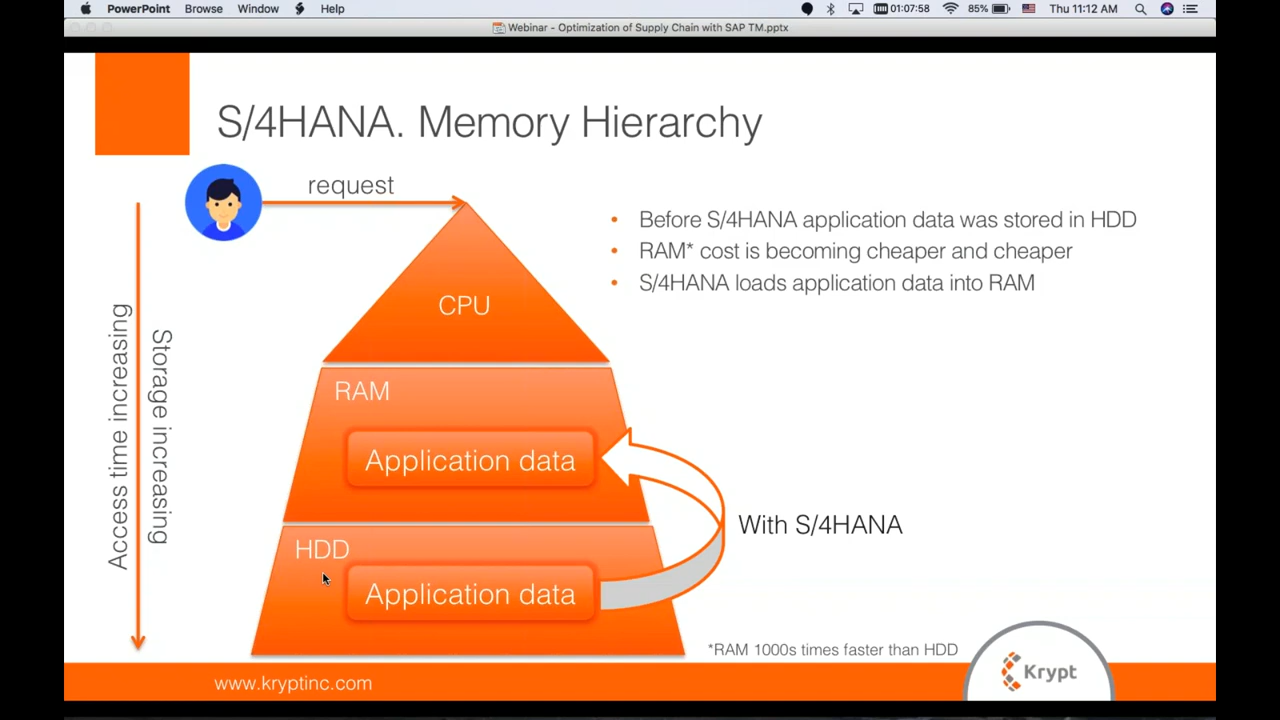 PowerPoint Browse Window Help 01:07:58 85% Thu 11:12 AM
Webinar - Optimization of Supply Chain with SAP TM.pptx
S/4HANA. Memory Hierarchy
request
• Before S/4HANA application data was stored in HDD
• RAM* cost is becoming cheaper and cheaper
• S/4HANA loads application data into RAM
CPU
Access time increasing
Storage increasing
RAM
Application data
With S/4HANA
HDD
Application data
*RAM 1000s times faster than HDD
www.kryptinc.com
Krypt